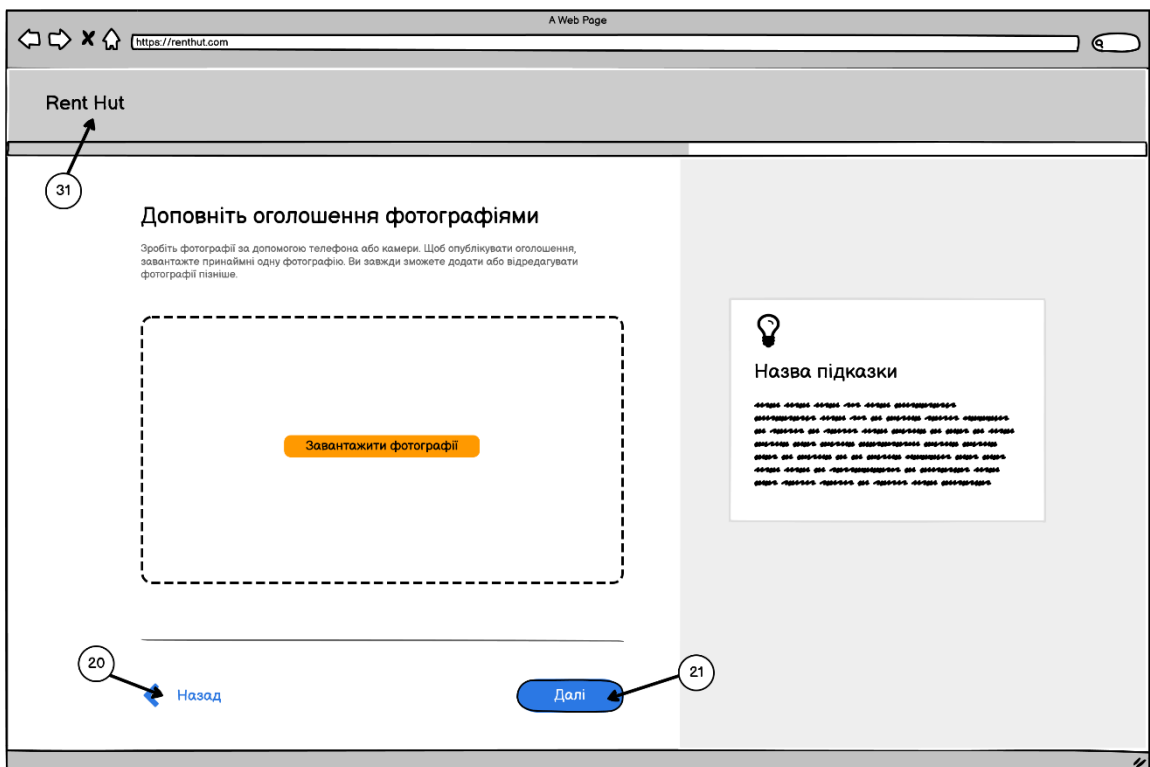 A Web Page
https://renthut.com
Rent Hut
31
Доповніть оголошення фотографіями
Зробіть фотографії за допомогою телефона або камери. Щоб опублікувати оголошення,
завантажте принаймні одну фотографію. Ви завжди зможете додати або відредагувати
фотографії пізніше.
Назва підказки
Завантажити фотографії
20
Назад
Далі
21